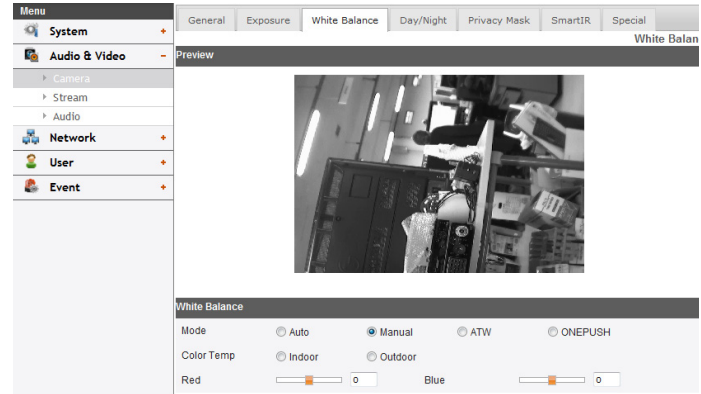 Menu
System +
Audio & Video -
Camera
Stream
Audio
Network +
User +
Event +
General Exposure White Balance Day/Night Privacy Mask SmartIR Special
White Balan
Preview
White Balance
Mode Auto Manual ATW ONEPUSH
Color Temp Indoor Outdoor
Red 0 Blue 0